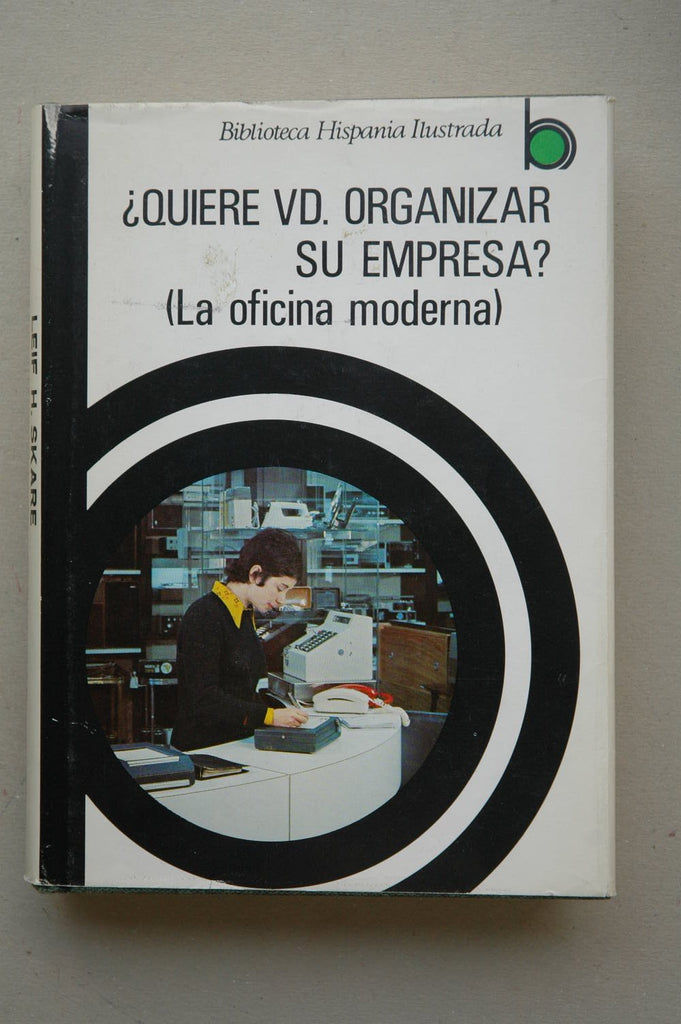 Biblioteca Hispania Ilustrada
¿QUIERE VD. ORGANIZAR
SU EMPRESA?
(La oficina moderna)
LEIF H. SKARE